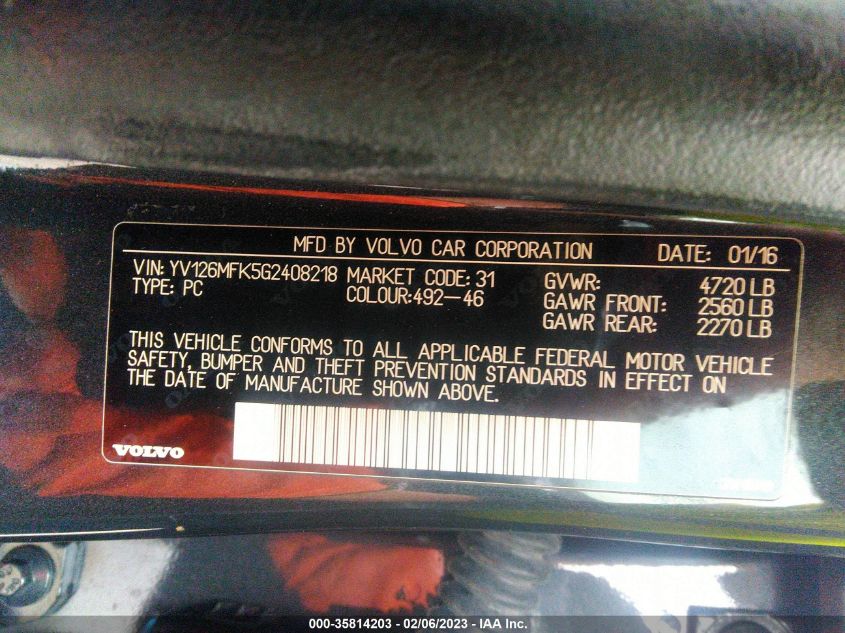 MFD BY VOLVO CAR CORPORATION DATE: 01/16
VIN: YV126MFK5G2408218 MARKET CODE: 31 GVWR: 4720 LB
TYPE: PC COLOUR:492-46 GAWR FRONT: 2560 LB
GAWR REAR: 2270 LB
THIS VEHICLE CONFORMS TO ALL APPLICABLE FEDERAL MOTOR VEHICLE
SAFETY, BUMPER AND THEFT PREVENTION STANDARDS IN EFFECT ON
THE DATE OF MANUFACTURE SHOWN ABOVE.
VOLVO
000-35814203 - 02/06/2023 - IAA Inc.